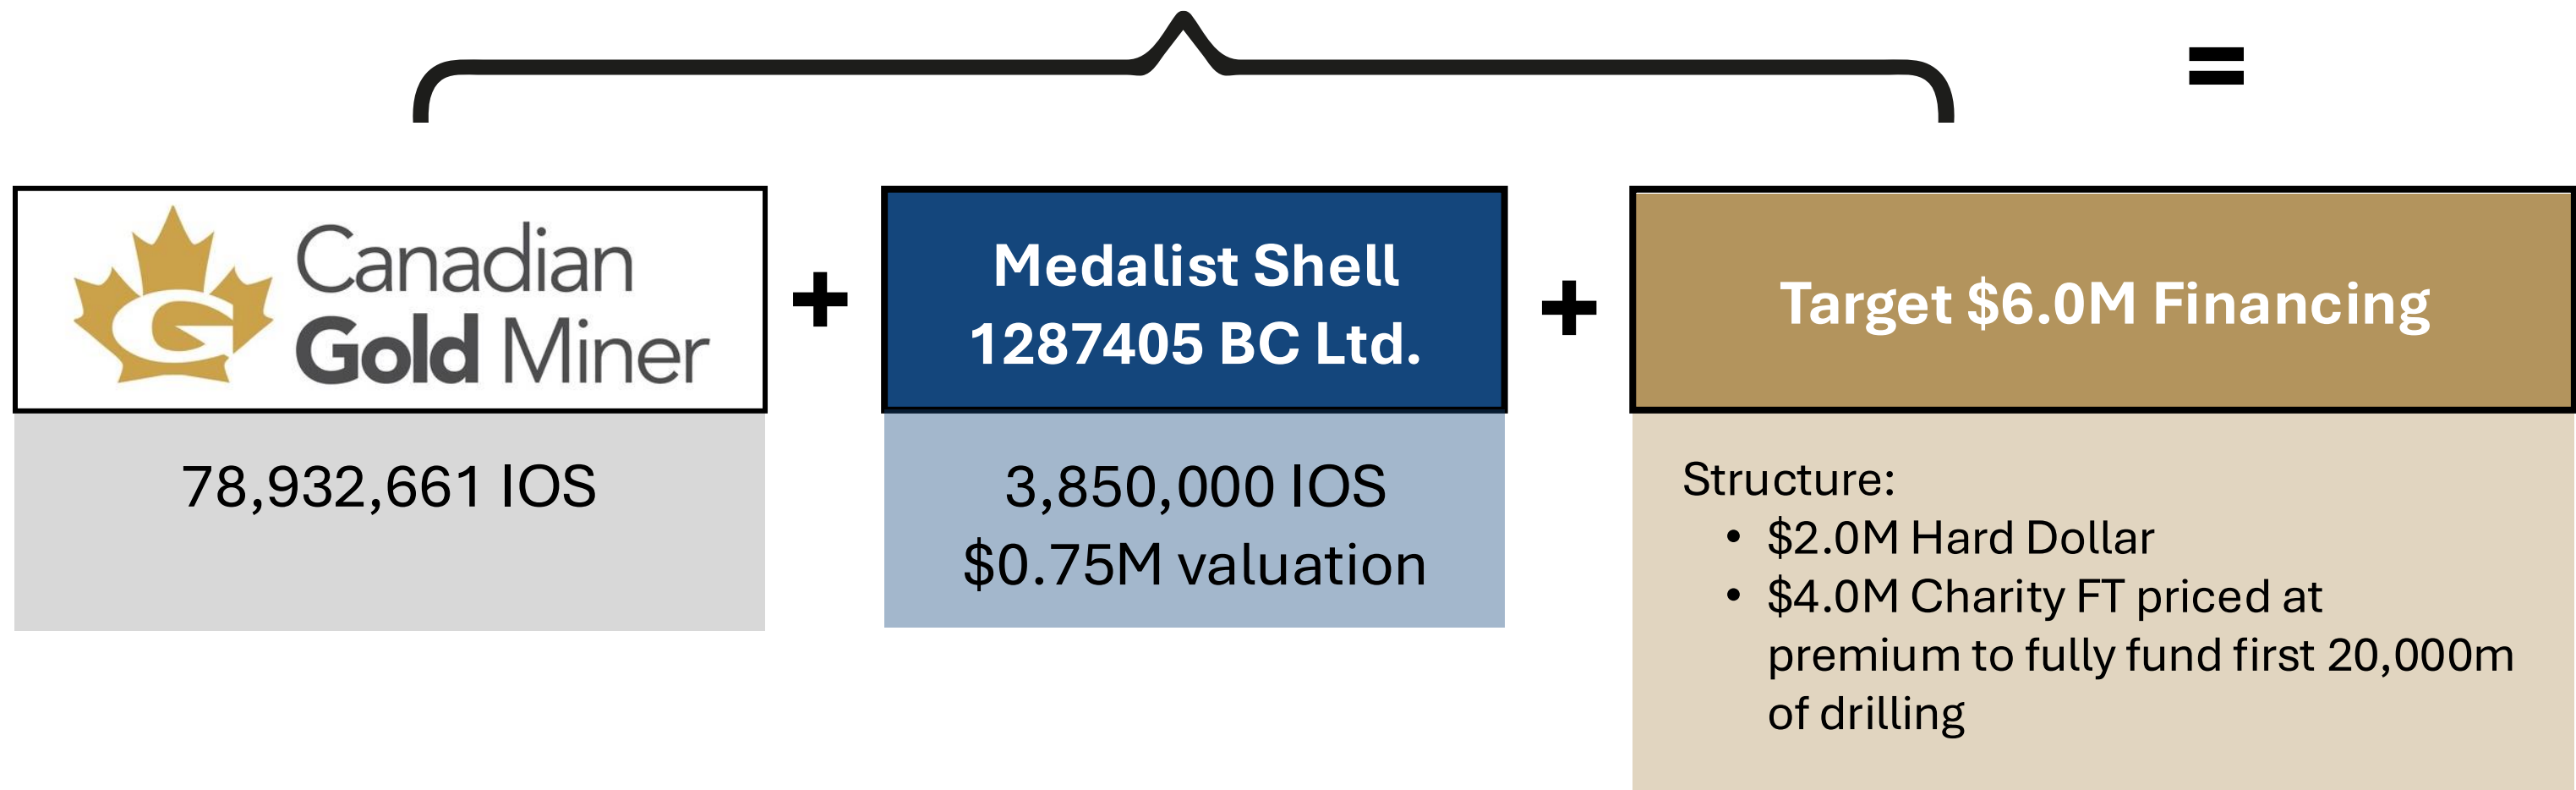 =
Canadian
Gold Miner
+
Medalist Shell
1287405 BC Ltd.
+
Target $6.0M Financing
78,932,661 IOS
3,850,000 IOS
$0.75M valuation
Structure:
• $2.0M Hard Dollar
• $4.0M Charity FT priced at
premium to fully fund first 20,000m
of drilling